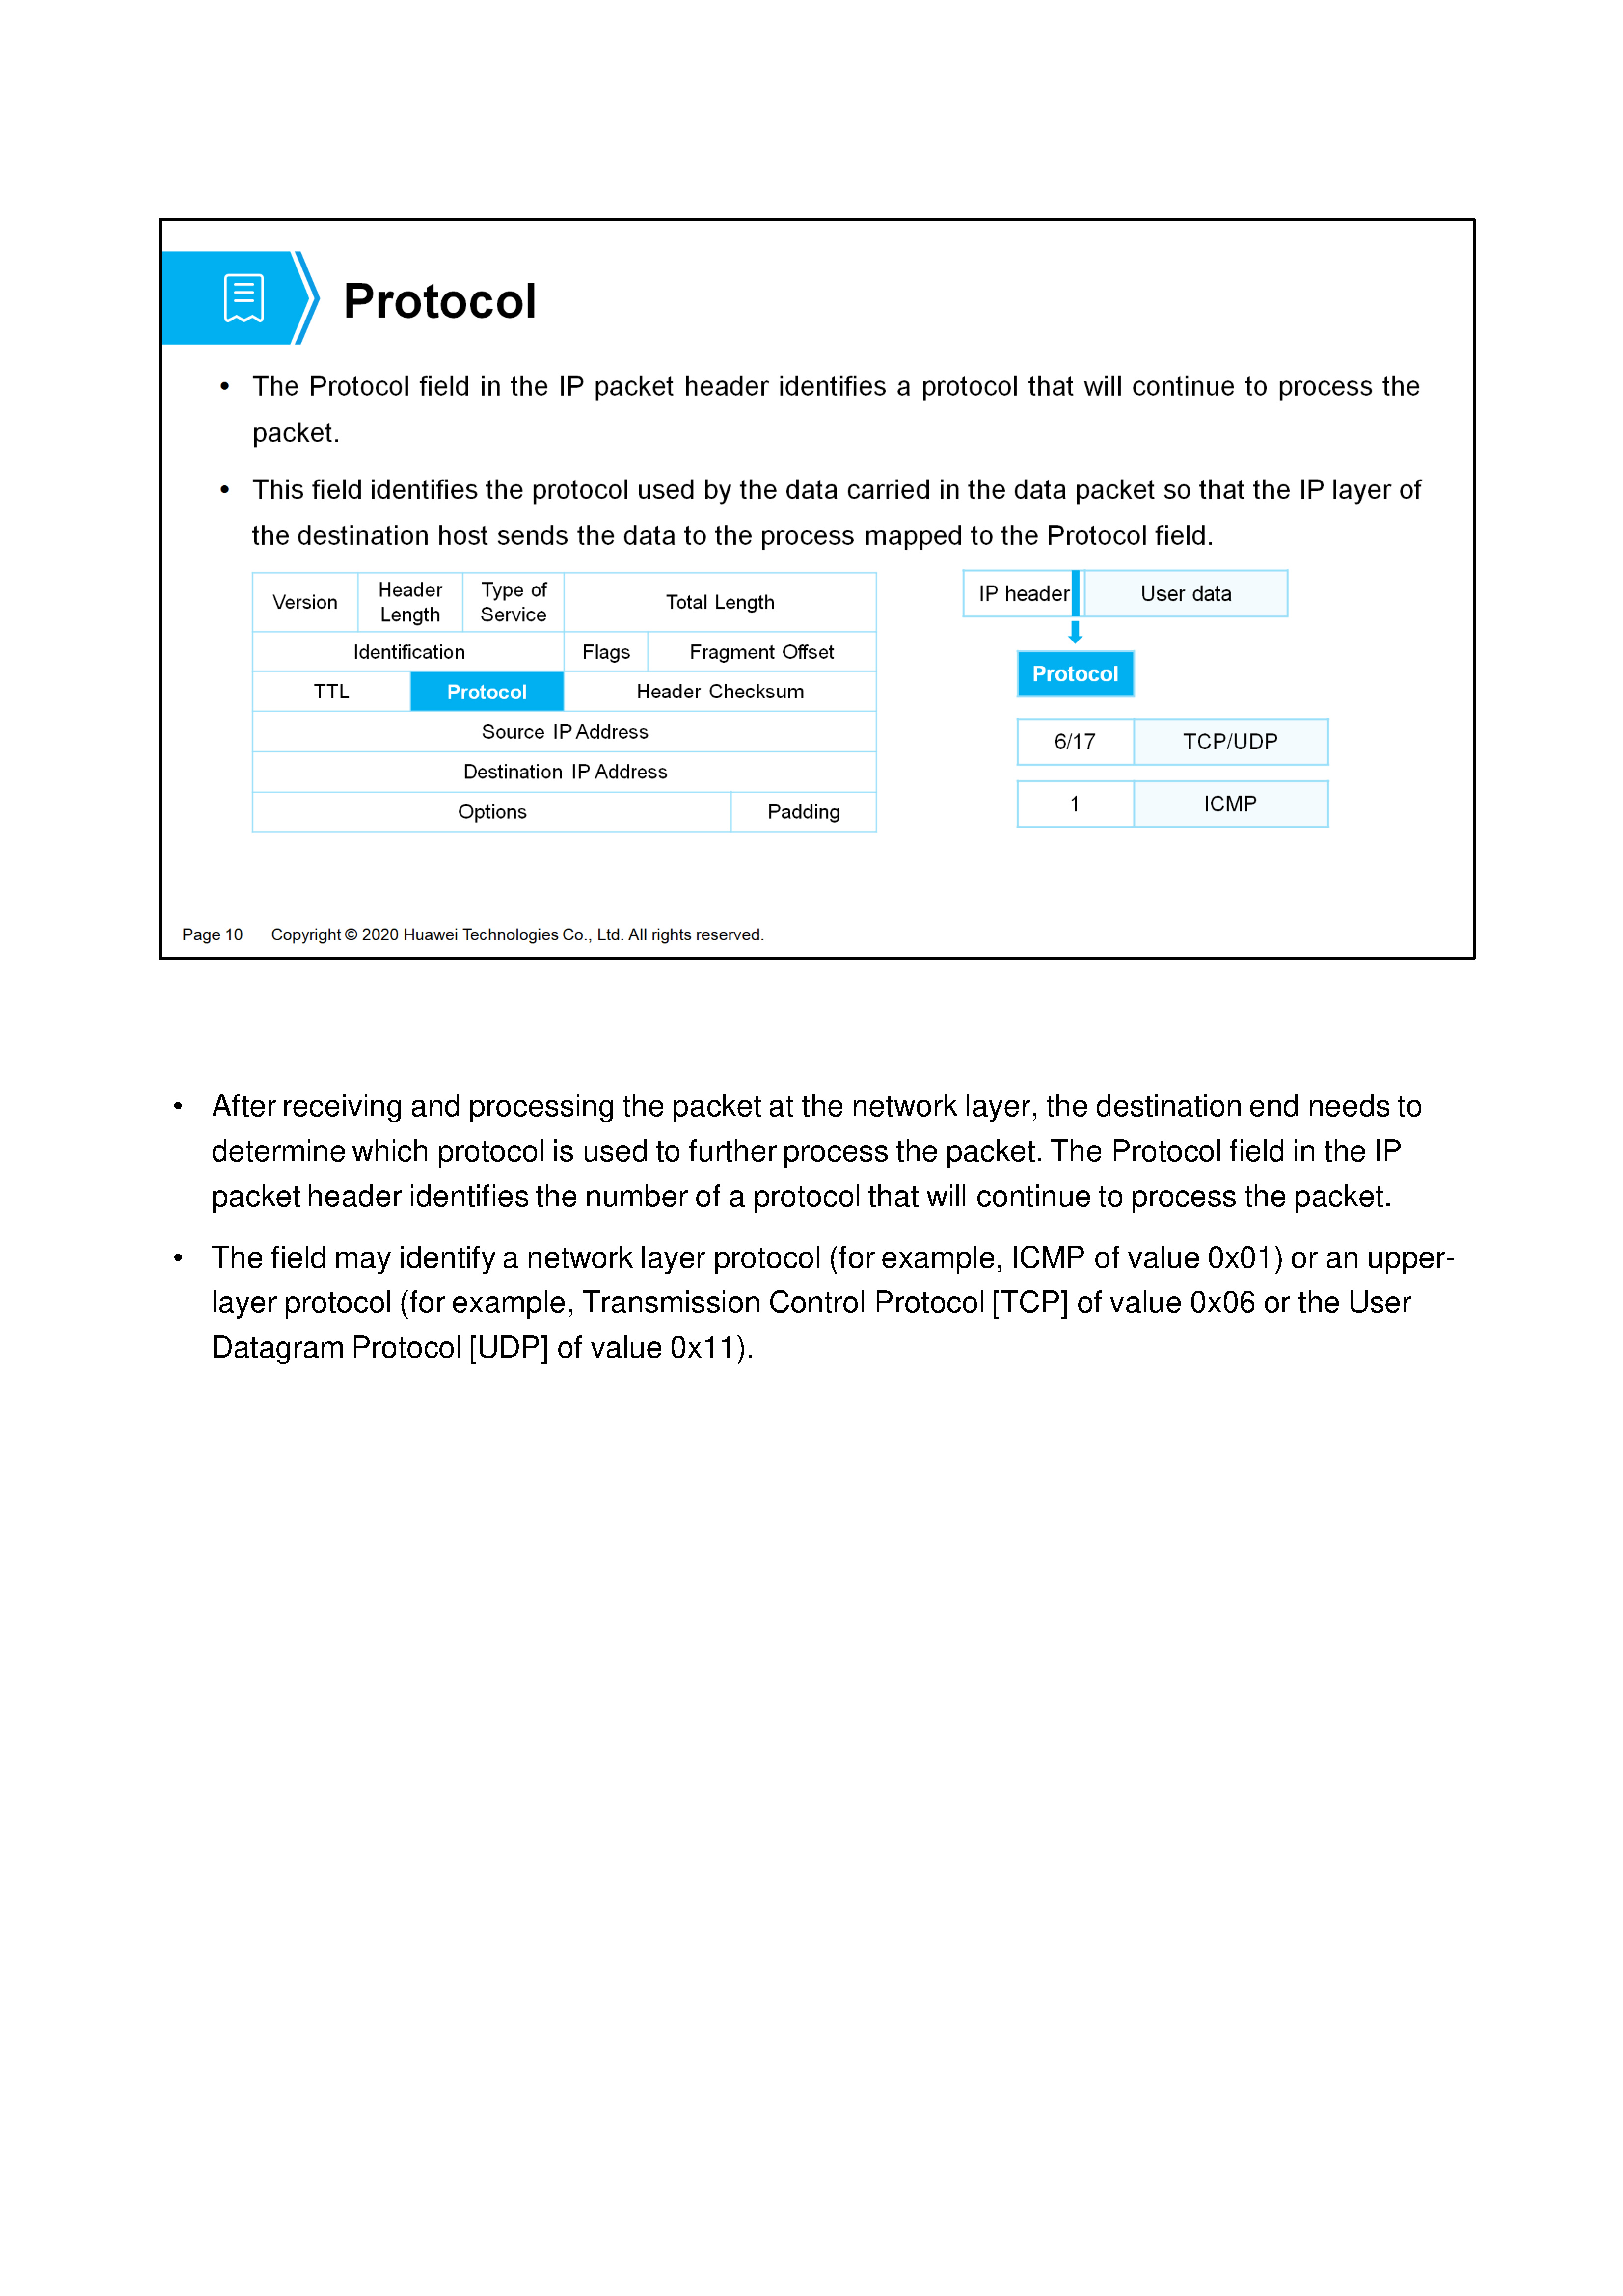 Protocol
• The Protocol field in the IP packet header identifies a protocol that will continue to process the
packet.
• This field identifies the protocol used by the data carried in the data packet so that the IP layer of
the destination host sends the data to the process mapped to the Protocol field.
Version Header Length Type of Service Total Length
Identification Flags Fragment Offset
TTL Protocol Header Checksum
Source IP Address
Destination IP Address
Options Padding
IP header User data
Protocol
6/17 TCP/UDP
1 ICMP
Page 10 Copyright © 2020 Huawei Technologies Co., Ltd. All rights reserved.
• After receiving and processing the packet at the network layer, the destination end needs to
determine which protocol is used to further process the packet. The Protocol field in the IP
packet header identifies the number of a protocol that will continue to process the packet.
• The field may identify a network layer protocol (for example, ICMP of value 0x01) or an upper-
layer protocol (for example, Transmission Control Protocol [TCP] of value 0x06 or the User
Datagram Protocol [UDP] of value 0x11).